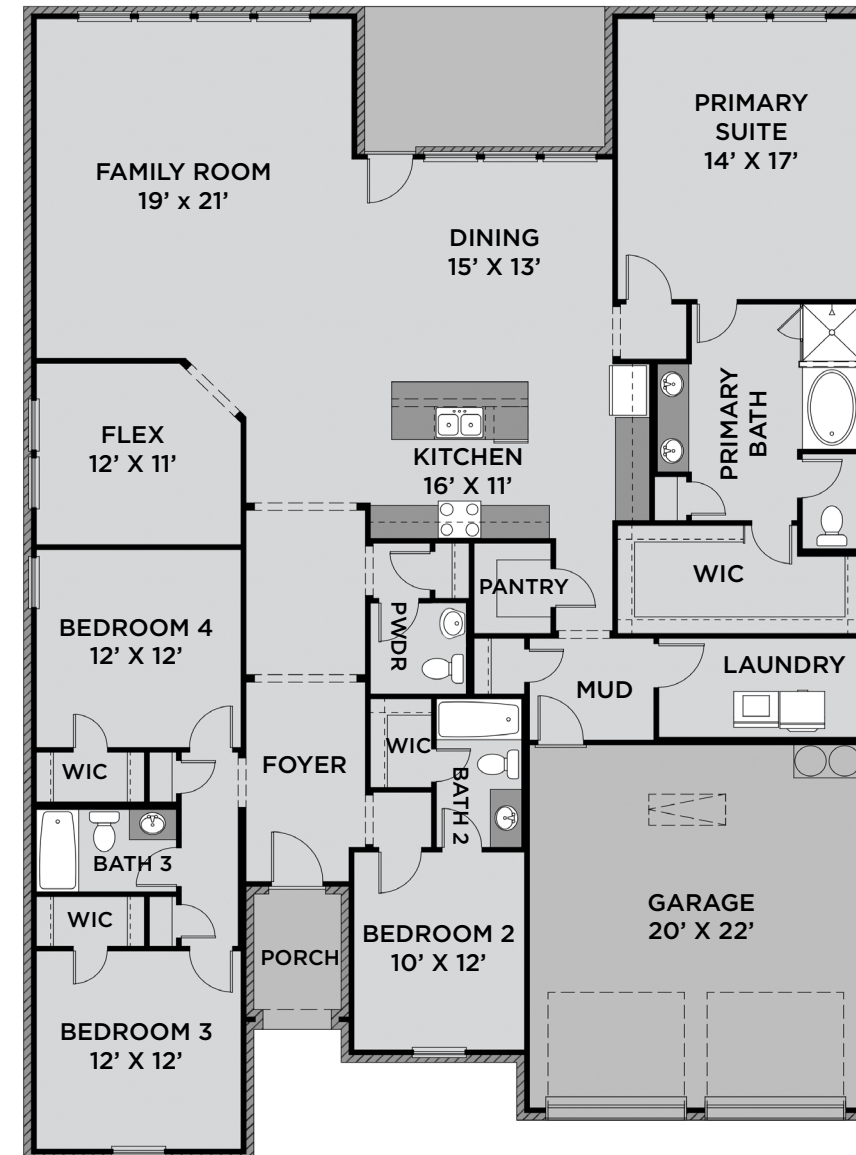 PRIMARY
SUITE
14’ X 17’
FAMILY ROOM
19’ x 21’
DINING
15’ X 13’
FLEX
12’ X 11’
KITCHEN
16’ X 11’
PRIMARY
BATH
WIC
PANTRY
PWDR
BEDROOM 4
12’ X 12’
LAUNDRY
MUD
WIC
WIC
FOYER
BATH 2
BATH 3
WIC
GARAGE
20’ X 22’
PORCH
BEDROOM 2
10’ X 12’
BEDROOM 3
12’ X 12’